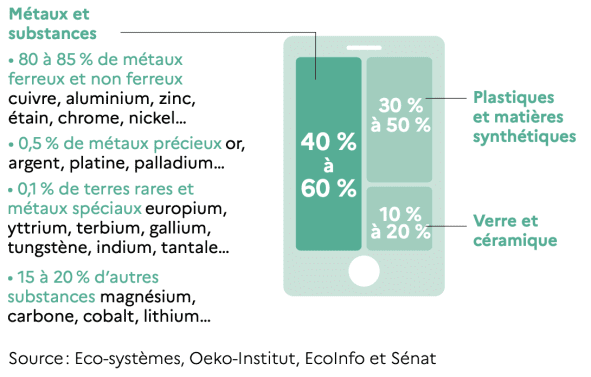 Métaux et
substances
• 80 à 85 % de métaux
ferreux et non ferreux
cuivre, aluminium, zinc,
étain, chrome, nickel…
• 0,5 % de métaux précieux or,
argent, platine, palladium…
• 0,1 % de terres rares et
métaux spéciaux europium,
yttrium, terbium, gallium,
tungstène, indium, tantale…
• 15 à 20 % d’autres
substances magnésium,
carbone, cobalt, lithium…
40 %
à
60 %
30 %
à 50 %
10 %
à 20 %
Plastiques
et matières
synthétiques
Verre et
céramique
Source : Eco-systèmes, Oeko-Institut, EcoInfo et Sénat